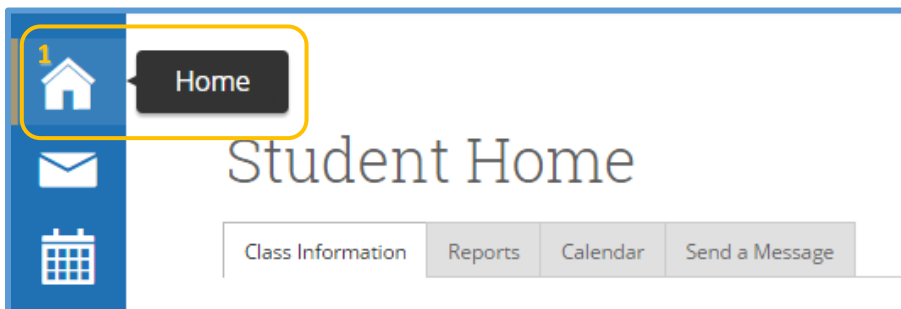 1
Home
Student Home
Class Information Reports Calendar Send a Message